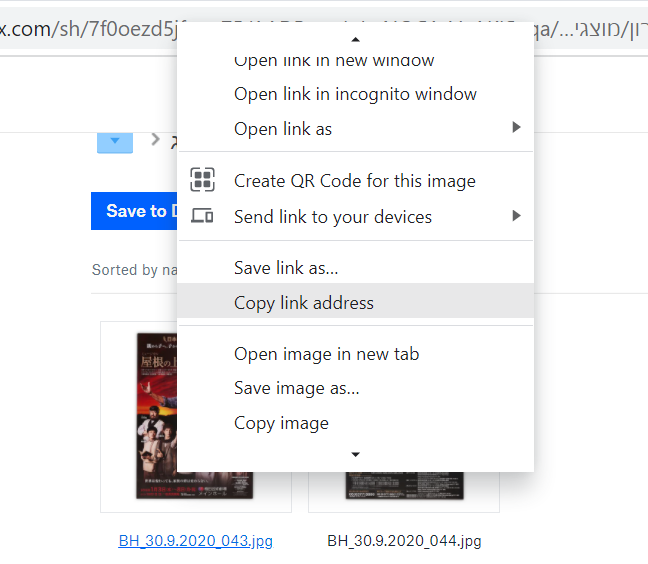 x.com/sh/7f0oezd5j
qa/...רון/מוצגי
Open link in new window
Open link in incognito window
Open link as
Create QR Code for this image
Save to
Send link to your devices
Save link as...
Sorted by na
Copy link address
Open image in new tab
Save image as...
Copy image
屋根の上
BH_30.9.2020_043.jpg
BH_30.9.2020_044.jpg